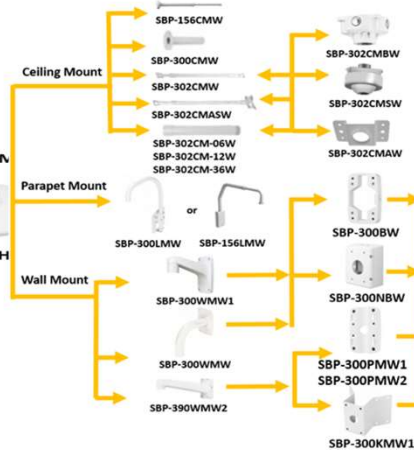 SBP-156CMW
SBP-300CMW
Ceiling Mount
SBP-302CMW
SBP-302CMASW
SBP-302CM-06W
SBP-302CM-12W
SBP-302CM-36W
SBP-302CMBW
SBP-302CMSW
SBP-302CMAW
M
Parapet Mount
or
SBP-300LMW
SBP-156LMW
SBP-300BW
H
Wall Mount
SBP-300WMW1
SBP-300NBW
SBP-300WMW
SBP-300PMW1
SBP-300PMW2
SBP-390WMW2
SBP-300KMW1